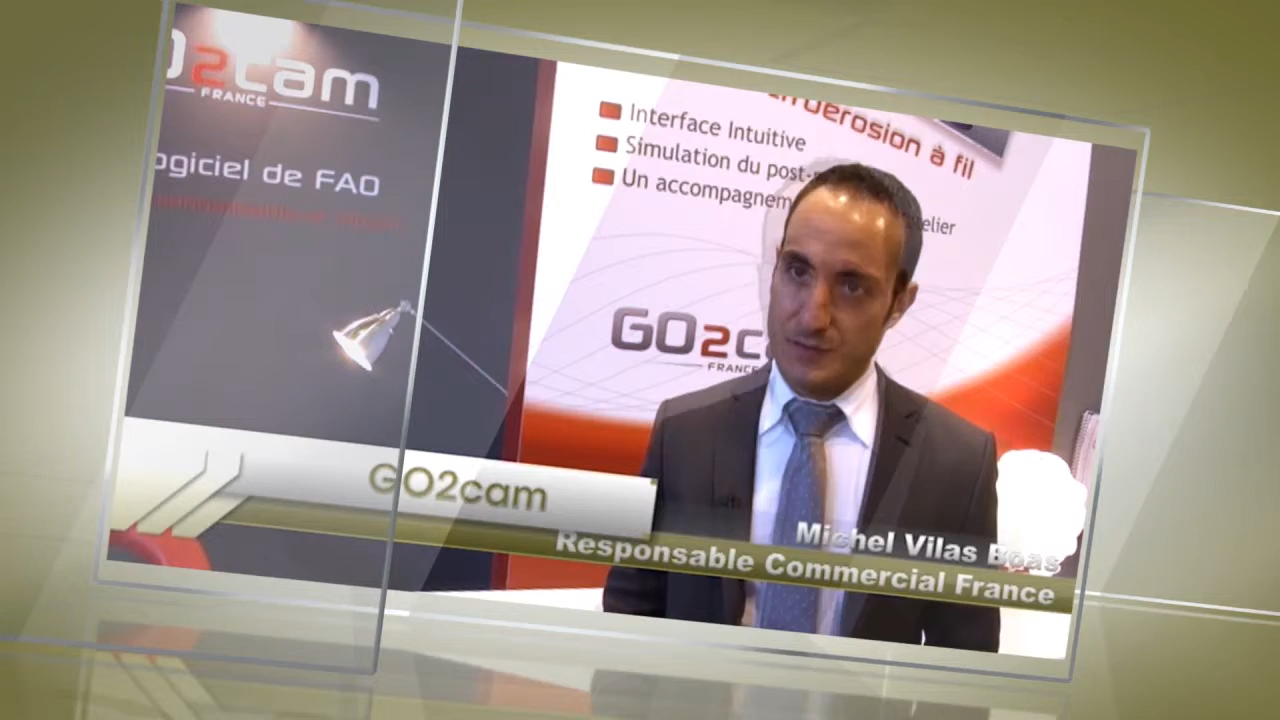 O2cam
FRANCE
ogiciel de FAO
à fil
Interface Intuitive
Simulation du post-
Un accompagnem
elier
GO2c
FRANCE
GO2cam
Michel Vilas Boas
Responsable Commercial France